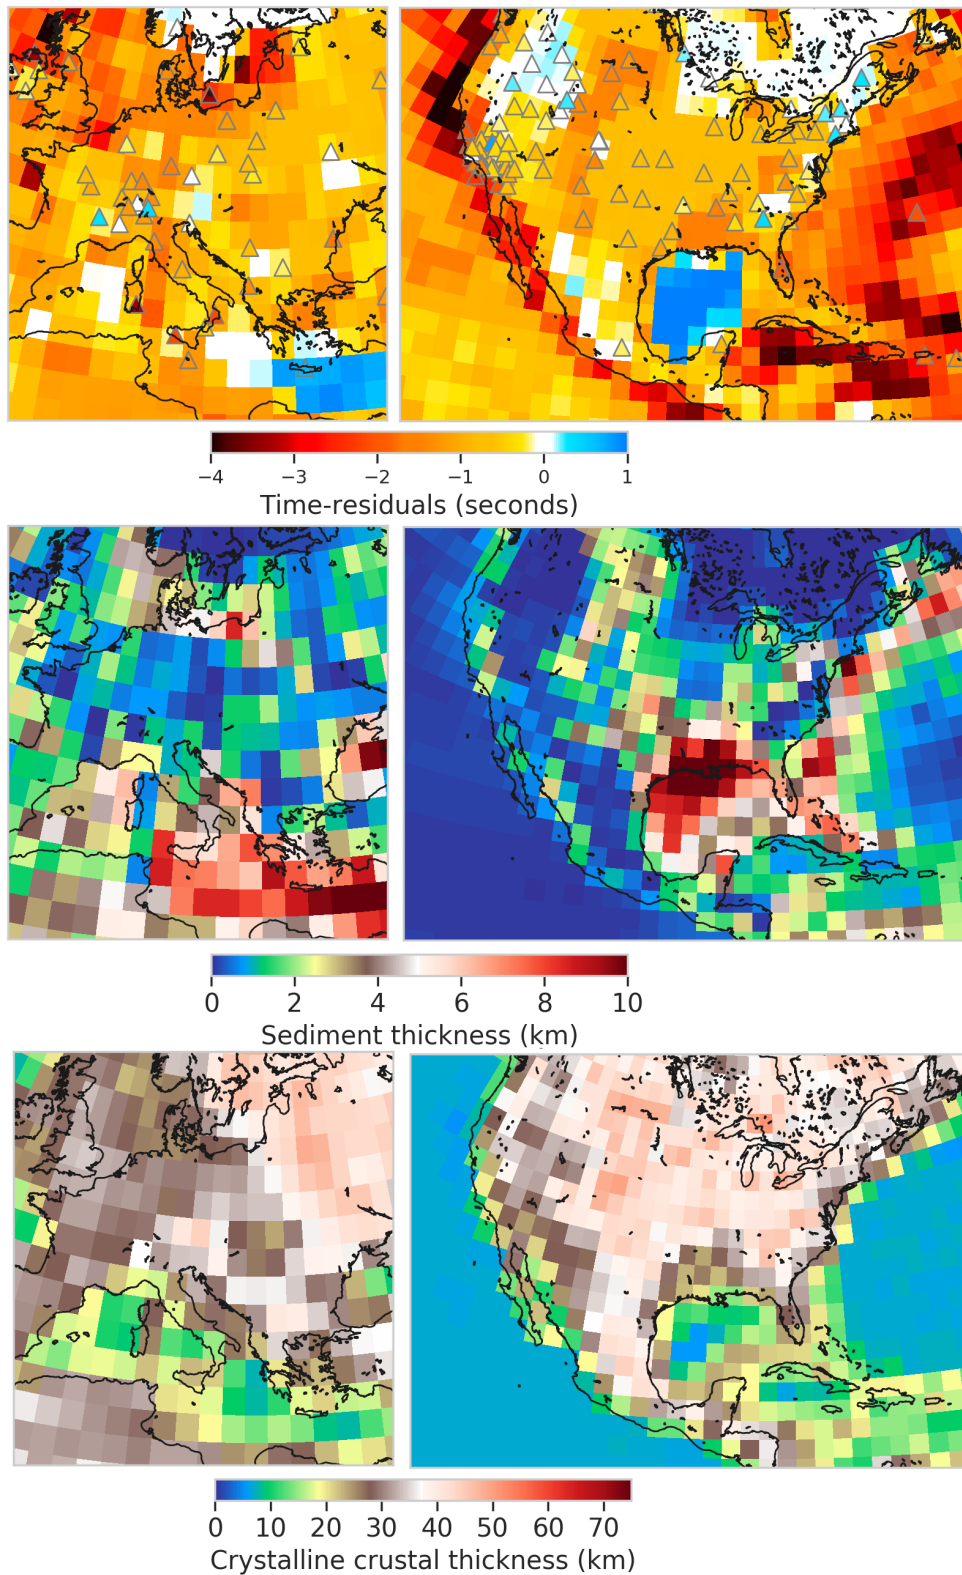 −4 −3 −2 −1 0 1
Time-residuals (seconds)
0 2 4 6 8 10
Sediment thickness (km)
0 10 20 30 40 50 60 70
Crystalline crustal thickness (km)